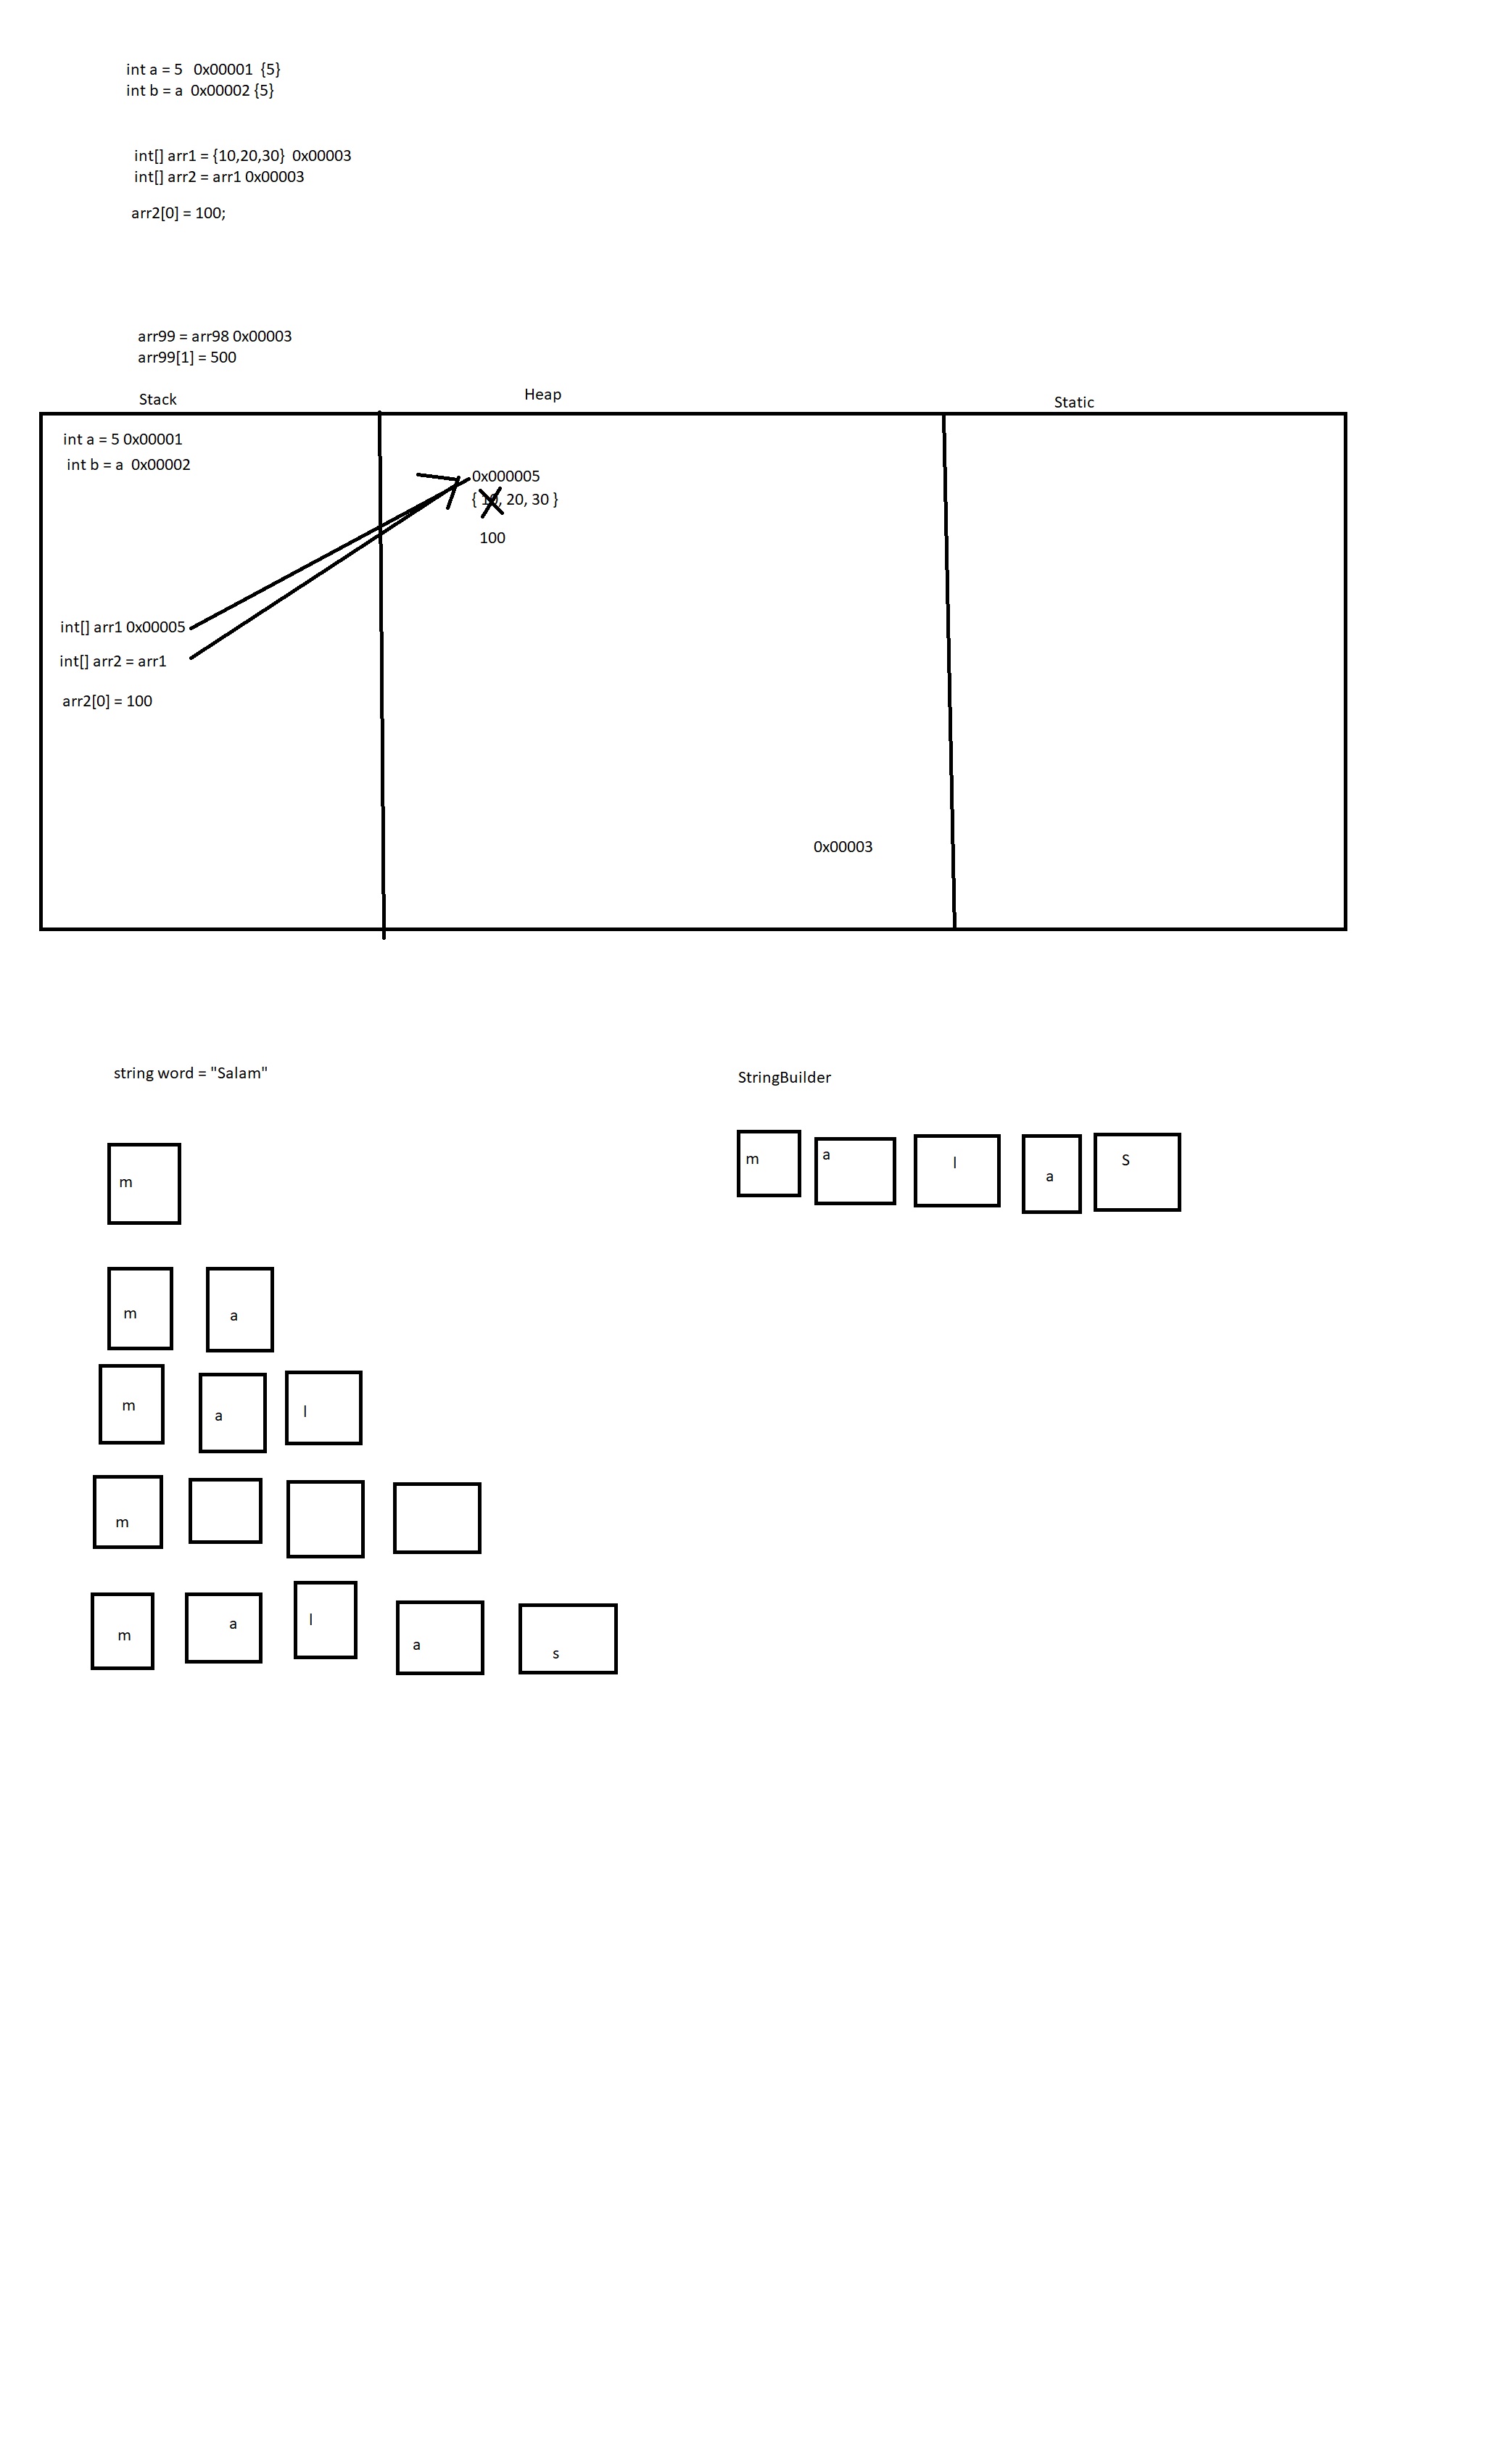 int a = 5 0x00001 {5}
int b = a 0x00002 {5}
int[] arr1 = {10,20,30} 0x00003
int[] arr2 = arr1 0x00003
arr2[0] = 100;
arr99 = arr98 0x00003
arr99[1] = 500
Stack
Heap
Static
int a = 5 0x00001
int b = a 0x00002
0x000005
{ 10, 20, 30 }
100
int[] arr1 0x00005
int[] arr2 = arr1
arr2[0] = 100
0x00003
string word = "Salam"
StringBuilder
m
m a
m a l
m
m a l a s
m a l a S